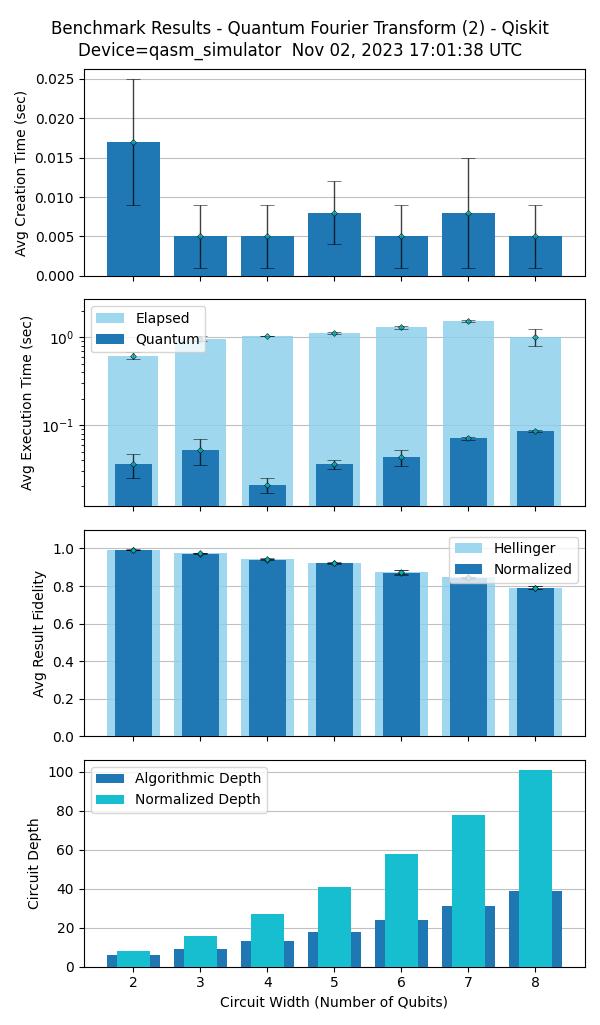 Benchmark Results - Quantum Fourier Transform (2) - Qiskit
Device=qasm_simulator  Nov 02, 2023 17:01:38 UTC
Avg Creation Time (sec)
0.025
0.020
0.015
0.010
0.005
0.000
Avg Execution Time (sec)
10⁰
10⁻¹
Elapsed
Quantum
Avg Result Fidelity
1.0
0.8
0.6
0.4
0.2
0.0
Hellinger
Normalized
Circuit Depth
100
80
60
40
20
0
Algorithmic Depth
Normalized Depth
2 3 4 5 6 7 8
Circuit Width (Number of Qubits)